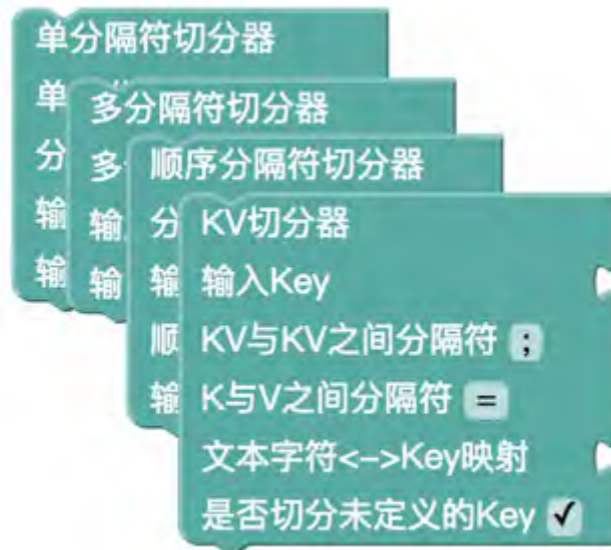 单分隔符切分器
单
分
输
输
多分隔符切分器
多
输
输
顺序分隔符切分器
分
输
顺
输
KV切分器
输入Key
KV与KV之间分隔符 ;
K与V之间分隔符 =
文本字符<->Key映射
是否切分未定义的Key ✓